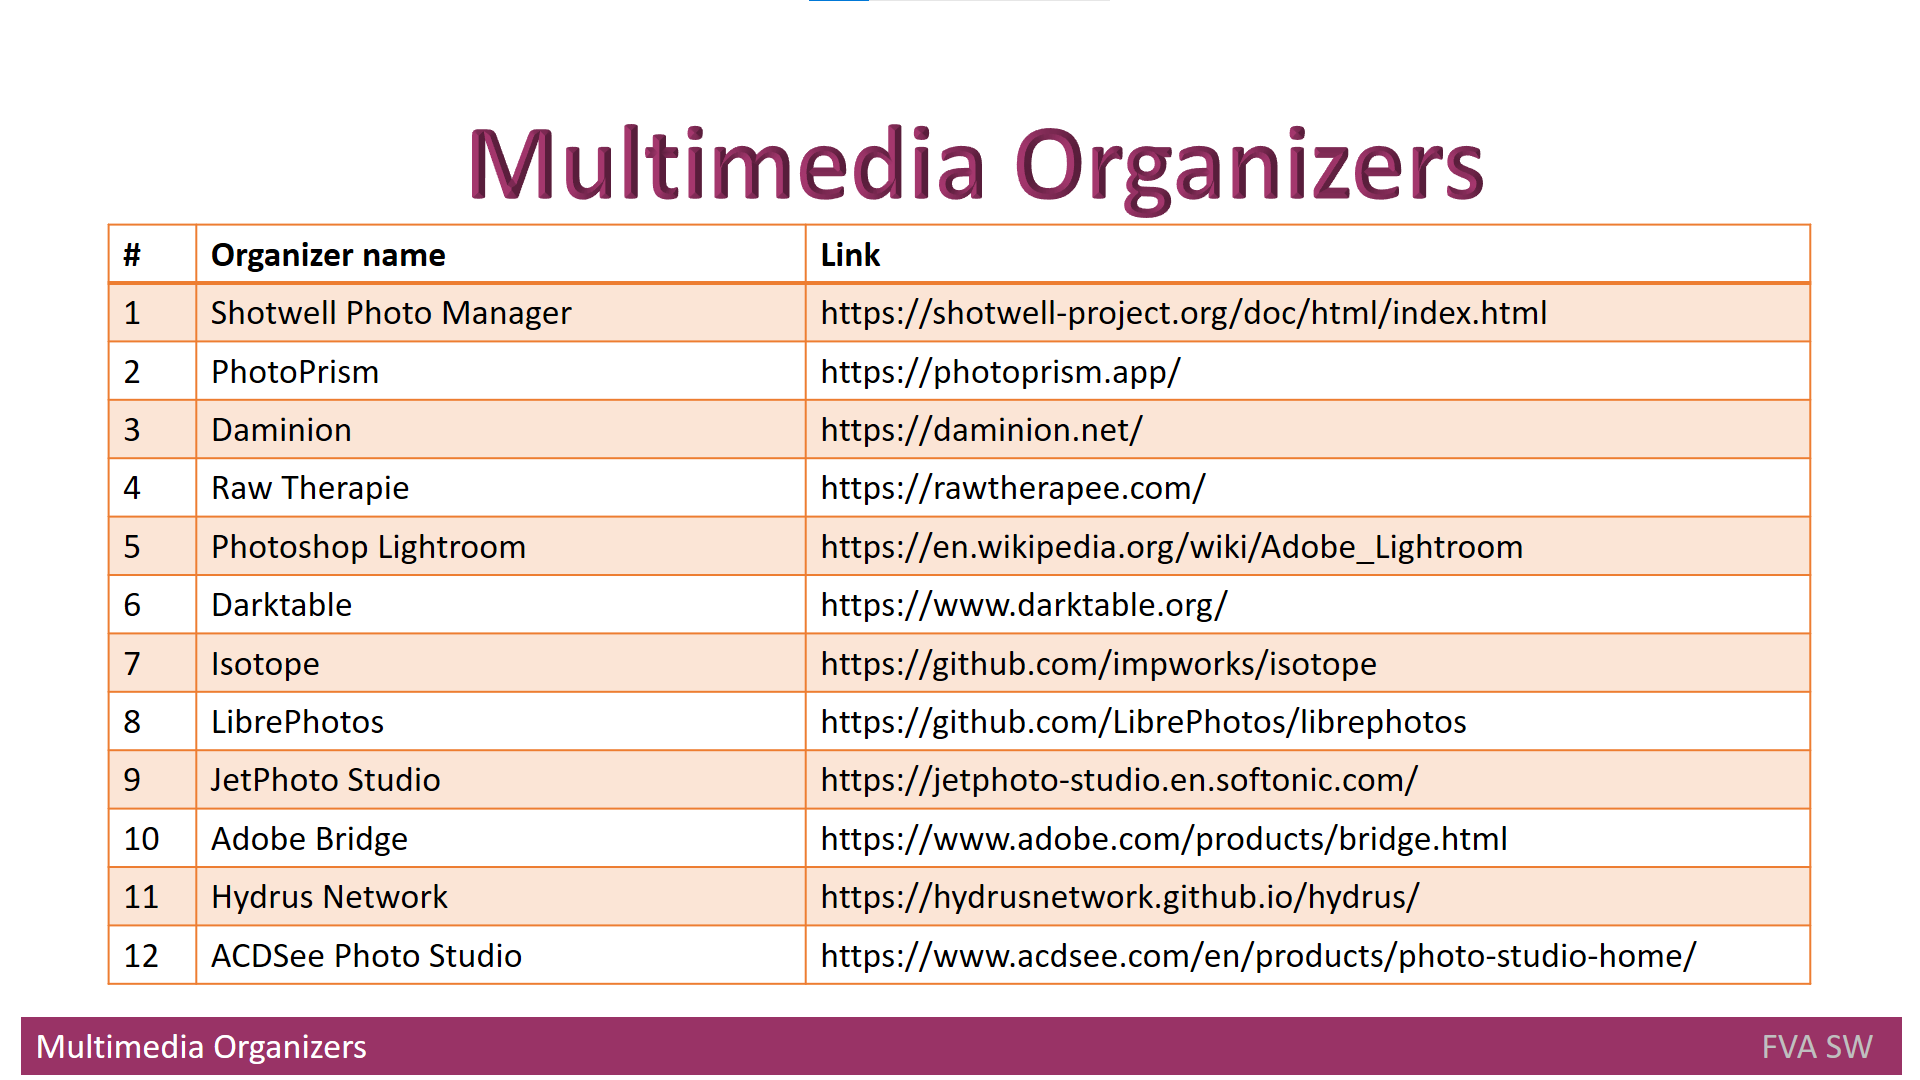 Multimedia Organizers
# Organizer name Link
1 Shotwell Photo Manager https://shotwell-project.org/doc/html/index.html
2 PhotoPrism https://photoprism.app/
3 Daminion https://daminion.net/
4 Raw Therapie https://rawtherapee.com/
5 Photoshop Lightroom https://en.wikipedia.org/wiki/Adobe_Lightroom
6 Darktable https://www.darktable.org/
7 Isotope https://github.com/impworks/isotope
8 LibrePhotos https://github.com/LibrePhotos/librephotos
9 JetPhoto Studio https://jetphoto-studio.en.softonic.com/
10 Adobe Bridge https://www.adobe.com/products/bridge.html
11 Hydrus Network https://hydrusnetwork.github.io/hydrus/
12 ACDSee Photo Studio https://www.acdsee.com/en/products/photo-studio-home/
Multimedia Organizers FVA SW